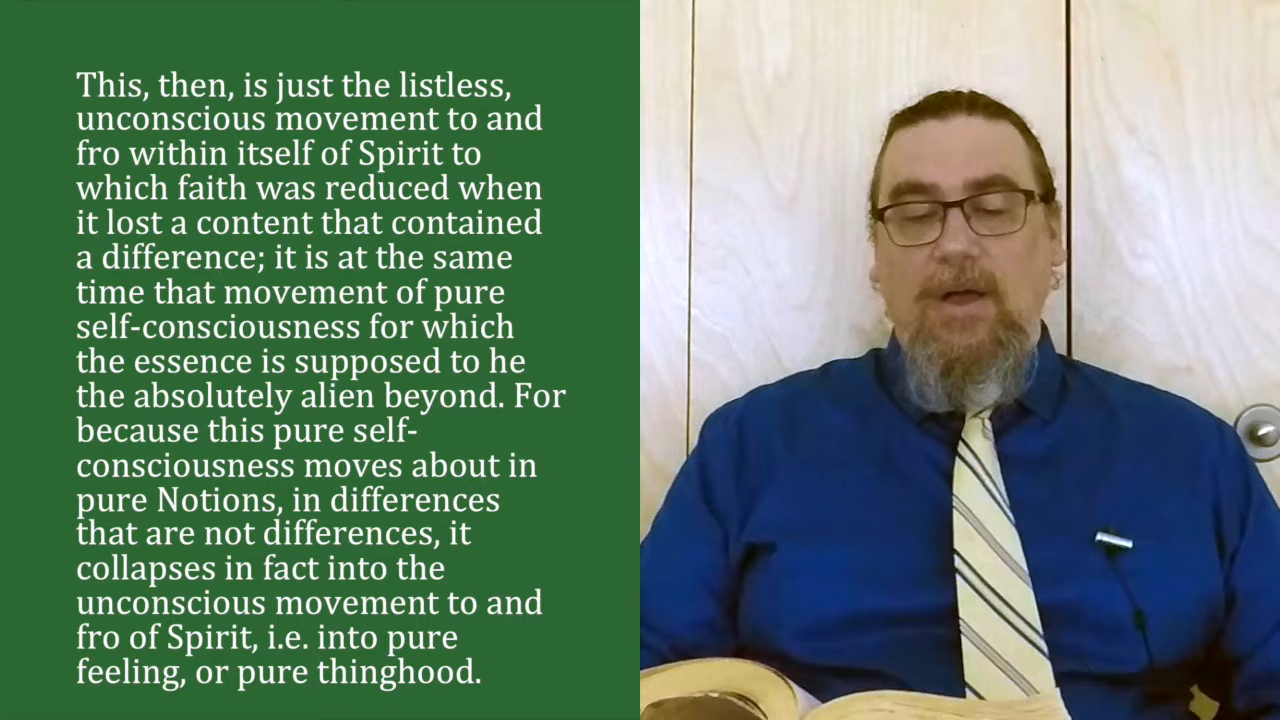 This, then, is just the listless,
unconscious movement to and
fro within itself of Spirit to
which faith was reduced when
it lost a content that contained
a difference; it is at the same
time that movement of pure
self-consciousness for which
the essence is supposed to he
the absolutely alien beyond. For
because this pure self-
consciousness moves about in
pure Notions, in differences
that are not differences, it
collapses in fact into the
unconscious movement to and
fro of Spirit, i.e. into pure
feeling, or pure thinghood.